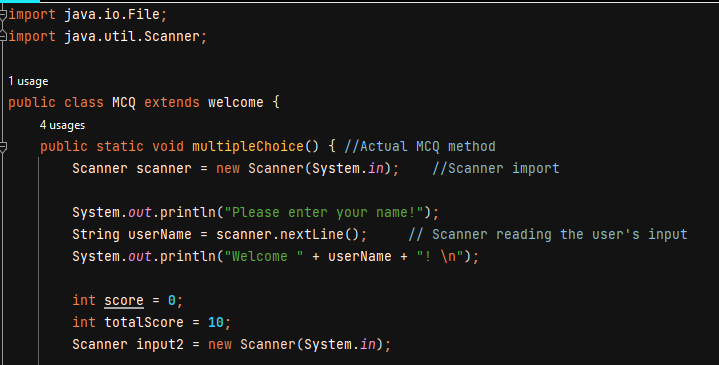 import java.io.File;
import java.util.Scanner;
1 usage
public class MCQ extends welcome {
4 usages
public static void multipleChoice() { //Actual MCQ method
Scanner scanner = new Scanner(System.in);    //Scanner import
System.out.println("Please enter your name!");
String userName = scanner.nextLine();     // Scanner reading the user's input
System.out.println("Welcome " + userName + "! \n");
int score = 0;
int totalScore = 10;
Scanner input2 = new Scanner(System.in);